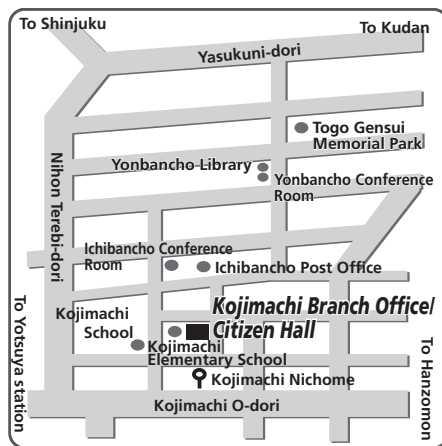 To Shinjuku
To Kudan
Yasukuni-dori
Togo Gensui
Memorial Park
Nihon Terebi-dori
Yonbancho Library
Yonbancho Conference
Room
Ichibancho Conference
Room
Ichibancho Post Office
Kojimachi Branch Office/
Citizen Hall
Kojimachi
School
Kojimachi
Elementary School
To Yotsuya station
To Hanzomon
Kojimachi Nichome
Kojimachi O-dori